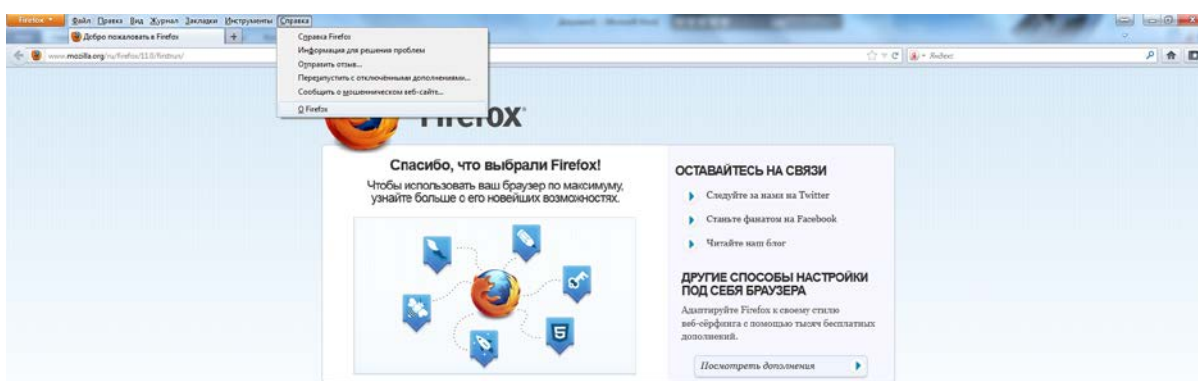 Firefox
Файл Правка Вид Журнал Закладки Инструменты Справка
Добро пожаловать в Firefox
+
www.mozilla.org/ru/firefox/11.0/firstrun/
Яндекс
Справка Firefox
Информация для решения проблем
Отправить отзыв...
Перезапустить с отключёнными дополнениями...
Сообщить о мошенническом веб-сайте...
О Firefox
Firefox
Спасибо, что выбрали Firefox!
Чтобы использовать ваш браузер по максимуму,
узнайте больше о его новейших возможностях.
5
ОСТАВАЙТЕСЬ НА СВЯЗИ
Следуйте за нами на Twitter
Станьте фанатом на Facebook
Читайте наш блог
ДРУГИЕ СПОСОБЫ НАСТРОЙКИ
ПОД СЕБЯ БРАУЗЕРА
Адаптируйте Firefox к своему стилю
веб-сёрфинга с помощью тысяч бесплатных
дополнений.
Посмотреть дополнения